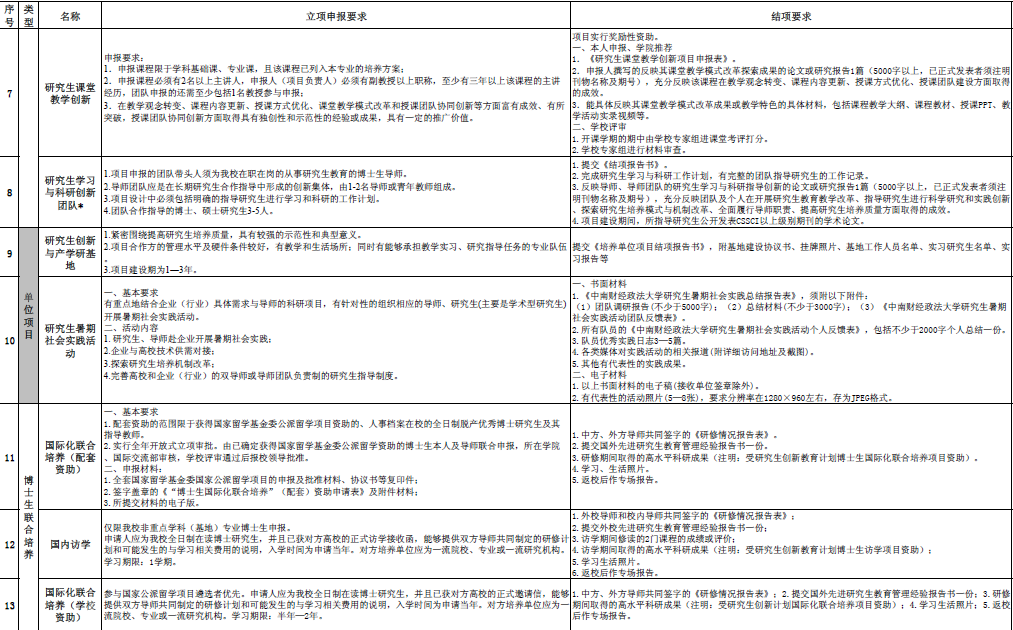 序号 类型 名称 立项申报要求 结项要求
7
研究生课堂
教学创新
申报要求：
1. 申报课程限于学科基础课、专业课，且该课程已列入本专业的培养方案；
2. 申报课程必须有2名以上主讲人，申报人（项目负责人）必须有副教授以上职称，至少有三年以上该课程的主讲
经历，团队申报的还需至少包括1名教授参与申报；
3. 在教学观念转变、课程内容更新、授课方式优化、课堂教学模式改革和授课团队协同创新等方面富有成效、有所
突破，授课团队协同创新方面取得具有独创性和示范性的经验或成果，具有一定的推广价值。
项目实行奖励性资助。
一、本人申报、学院推荐
1. 《研究生课堂教学创新项目申报表》。
2. 申报人撰写的反映其课堂教学模式改革探索成果的论文或研究报告1篇（5000字以上，已正式发表者须注明
刊物名称及期号），充分反映该课程在教学观念转变、课程内容更新、授课方式优化、授课团队建设方面取得
的成效。
3. 能具体反映其课堂教学模式改革成果或教学特色的具体材料，包括课程教学大纲、课程教材、授课PPT、教
学活动实录视频等。
二、学校评审
1.开课学期的期中由学校专家组进课堂考评打分。
2.学校专家组进行材料审查。
8
研究生学习
与科研创新
团队*
1.项目申报的团队带头人须为我校在职在岗的从事研究生教育的博士生导师。
2.导师团队应是在长期研究生合作指导中形成的创新集体，由1-2名导师或青年教师组成。
3.项目设计中必须包括明确的指导研究生进行学习和科研的工作计划。
4.团队合作指导的博士、硕士研究生3-5人。
1.提交《结项报告书》。
2.完成研究生学习与科研工作计划，有完整的团队指导研究生的工作记录。
3.反映导师、导师团队的研究生学习与科研指导创新的论文或研究报告1篇（5000字以上，已正式发表者须注
明刊物名称及期号），充分反映团队及个人在开展研究生教育教学改革、指导研究生进行科学研究和实践创新
、探索研究生培养模式与机制改革、全面履行导师职责、提高研究生培养质量方面取得的成效。
4.项目建设期间，所指导研究生公开发表CSSCI以上级别期刊的学术论文。
单位项目
9
研究生创新
与产学研基
地
1.紧密围绕提高研究生培养质量，具有较强的示范性和典型意义。
2.项目合作方的管理水平及硬件条件较好，有教学和生活场所；同时有能够承担教学实习、研究指导任务的专业队伍
。
3.项目建设期为1—3年。
提交《培养单位项目结项报告书》，附基地建设协议书、挂牌照片、基地工作人员名单、实习研究生名单、实
习报告等
10
研究生暑期
社会实践活
动
一、基本要求
有重点地结合企业（行业）具体需求与导师的科研项目，有针对性的组织相应的导师、研究生(主要是学术型研究生)
开展暑期社会实践活动。
二、活动内容
1.研究生、导师赴企业开展暑期社会实践；
2.企业与高校技术供需对接；
3.探索研究生培养机制改革；
4.完善高校和企业（行业）的双导师或导师团队负责制的研究生指导制度。
一、书面材料
1.《中南财经政法大学研究生暑期社会实践总结报告表》，须附以下附件：
（1）团队调研报告(不少于5000字)；（2）总结材料(不少于3000字)；（3）《中南财经政法大学研究生暑期
社会实践活动团队反馈表》。
2.所有队员的《中南财经政法大学研究生暑期社会实践活动个人反馈表》，包括不少于2000字个人总结一份。
3.队员优秀实践日志3—5篇。
4.各类媒体对实践活动的相关报道(附详细访问地址及截图)。
5.其他有代表性的实践成果。
二、电子材料
1.以上书面材料的电子稿(接收单位签章除外)。
2.有代表性的活动照片(5—8张)，要求分辨率在1280×960左右，存为JPEG格式。
博士生联合培养
11
国际化联合
培养（配套
资助）
一、基本要求
1.配套资助的范围限于获得国家留学基金委公派留学项目资助的、人事档案在校的全日制脱产优秀博士研究生及其
指导教师。
2.实行全年开放式立项审批。由已确定获得国家留学基金委公派留学资助的博士生本人及导师联合申报，所在学院
、国际交流部审核，学校评审通过后报校领导批准。
二、申报材料：
1.全套国家留学基金委国家公派留学项目的申报及批准材料、协议书等复印件；
2.签字盖章的《“博士生国际化联合培养”（配套）资助申请表》及附件材料；
3.所提交材料的电子版。
1.中方、外方导师共同签字的《研修情况报告表》。
2.提交国外先进研究生教育管理经验报告书一份。
3.研修期间取得的高水平科研成果（注明：受研究生创新教育计划博士生国际化联合培养项目资助）。
4.学习、生活照片。
5.返校后作专场报告。
12
国内访学
仅限我校非重点学科（基地）专业博士生申报。
申请人应为我校全日制在读博士研究生，并且已获对方高校的正式访学接收函，能够提供双方导师共同制定的研修计
划和可能发生的与学习相关费用的说明，入学时间为申请当年。对方培养单位应为一流院校、专业或一流研究机构。
学习期限：1学期。
1.外校导师和校内导师共同签字的《研修情况报告表》；
2.提交外校先进研究生教育管理经验报告书一份；
3.访学期间修读的2门课程的成绩或评价；
4.访学期间取得的高水平科研成果（注明：受研究生创新教育计划博士生访学项目资助）；
5.学习生活照片。
6.返校后作专场报告。
13
国际化联合
培养（学校
资助）
参与国家公派留学项目遴选者优先。申请人应为我校全日制在读博士研究生，并且已获对方高校的正式邀请信，能够
提供双方导师共同制定的研修计划和可能发生的与学习相关费用的说明，入学时间为申请当年。对方培养单位应为一
流院校、专业或一流研究机构。学习期限：半年—2年。
1.中方、外方导师共同签字的《研修情况报告表》；2.提交国外先进研究生教育管理经验报告书一份；3.研修
期间取得的高水平科研成果（注明：受研究生创新计划国际化联合培养项目资助）；4.学习生活照片；5.返校
后作专场报告。